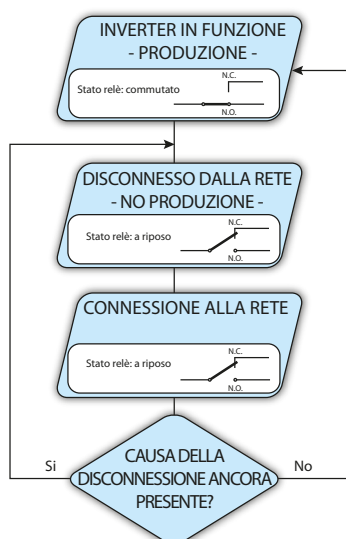 INVERTER IN FUNZIONE
- PRODUZIONE -
N.C.
Stato relè: commutato
N.O.
DISCONNESSO DALLA RETE
- NO PRODUZIONE -
N.C.
Stato relè: a riposo
N.O.
CONNESSIONE ALLA RETE
N.C.
Stato relè: a riposo
N.O.
CAUSA DELLA
Si
DISCONNESSIONE ANCORA
No
PRESENTE?